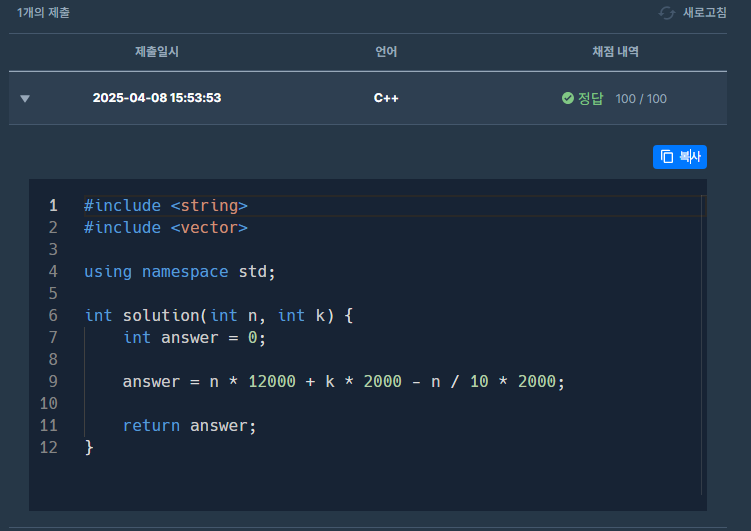 1개의 제출 새로고침
제출일시 언어 채점 내역
2025-04-08 15:53:53 C++ 정답 100 / 100
복사
1 #include <string>
2 #include <vector>
3
4 using namespace std;
5
6 int solution(int n, int k) {
7     int answer = 0;
8
9     answer = n * 12000 + k * 2000 - n / 10 * 2000;
10
11     return answer;
12 }